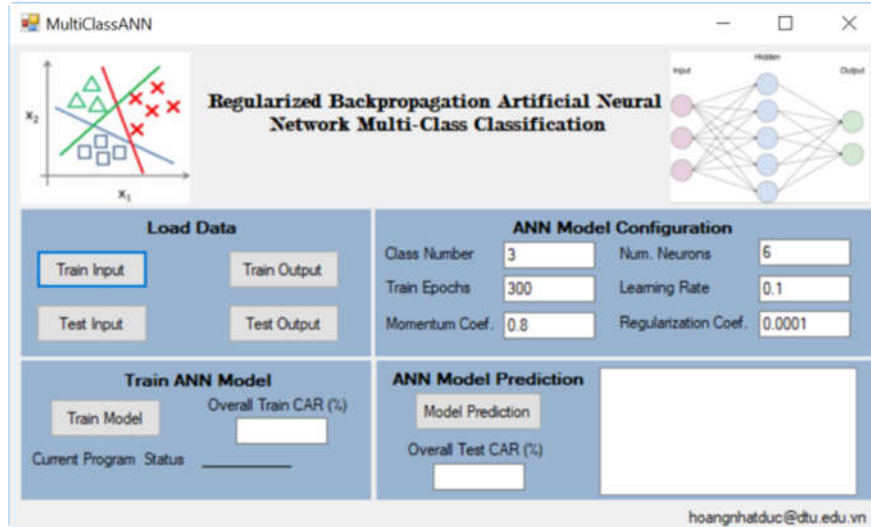 MultiClassANN
Regularized Backpropagation Artificial Neural
Network Multi-Class Classification
x2
x1
Input
Hidden
Output
Load Data
Train Input
Train Output
Test Input
Test Output
ANN Model Configuration
Class Number 3 Num. Neurons 6
Train Epochs 300 Learning Rate 0.1
Momentum Coef. 0.8 Regularization Coef. 0.0001
Train ANN Model
Train Model
Overall Train CAR (%)
Current Program Status
ANN Model Prediction
Model Prediction
Overall Test CAR (%)
hoangnhatduc@dtu.edu.vn